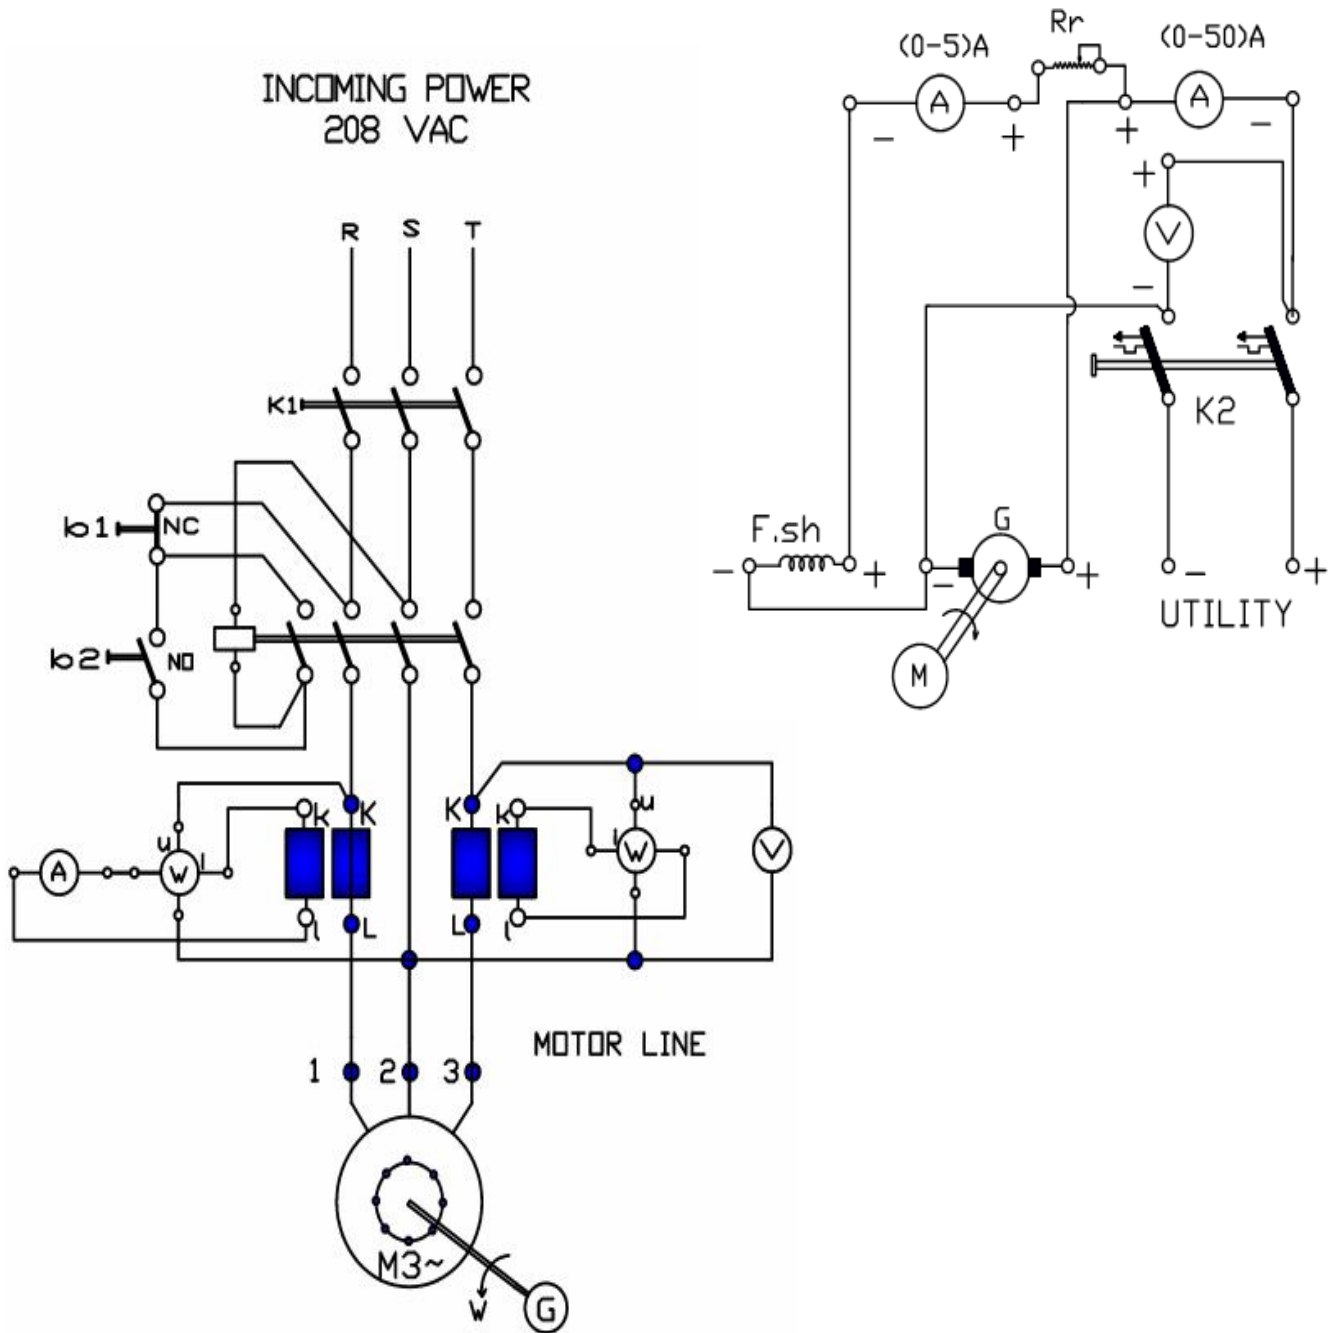 INCOMING POWER
208 VAC
R S T
K1
b1 NC
b2 NO
A
u
W
l
k K
l L
K k
L l
u
i W
V
MOTOR LINE
1 2 3
M3~
W
G
(0-5)A Rr (0-50)A
A A
- + + -
+
V
-
K2
F.sh
- +
G
- +
M
- +
UTILITY